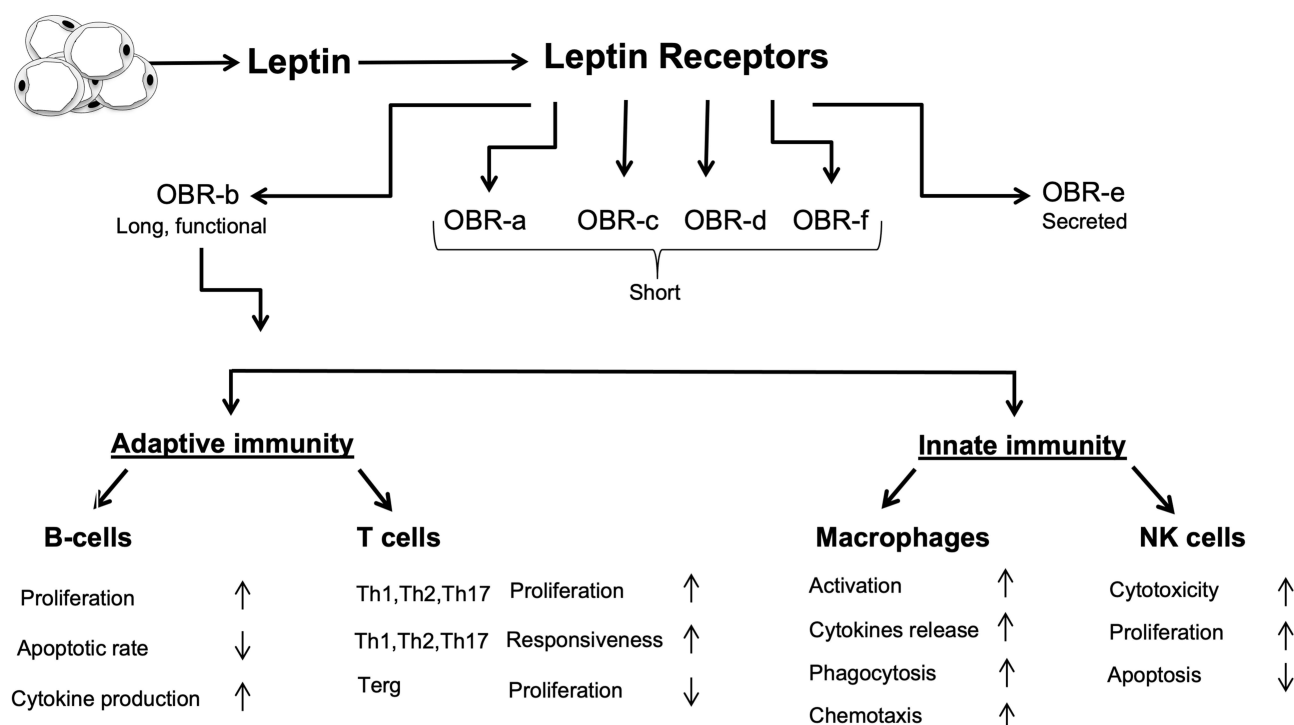 Leptin
Leptin Receptors
OBR-b
Long, functional
OBR-a
OBR-c
OBR-d
OBR-f
Short
OBR-e
Secreted
Adaptive immunity
Innate immunity
B-cells
Proliferation ↑
Apoptotic rate ↓
Cytokine production ↑
T cells
Th1,Th2,Th17 Proliferation ↑
Th1,Th2,Th17 Responsiveness ↑
Terg Proliferation ↓
Macrophages
Activation ↑
Cytokines release ↑
Phagocytosis ↑
Chemotaxis ↑
NK cells
Cytotoxicity ↑
Proliferation ↑
Apoptosis ↓